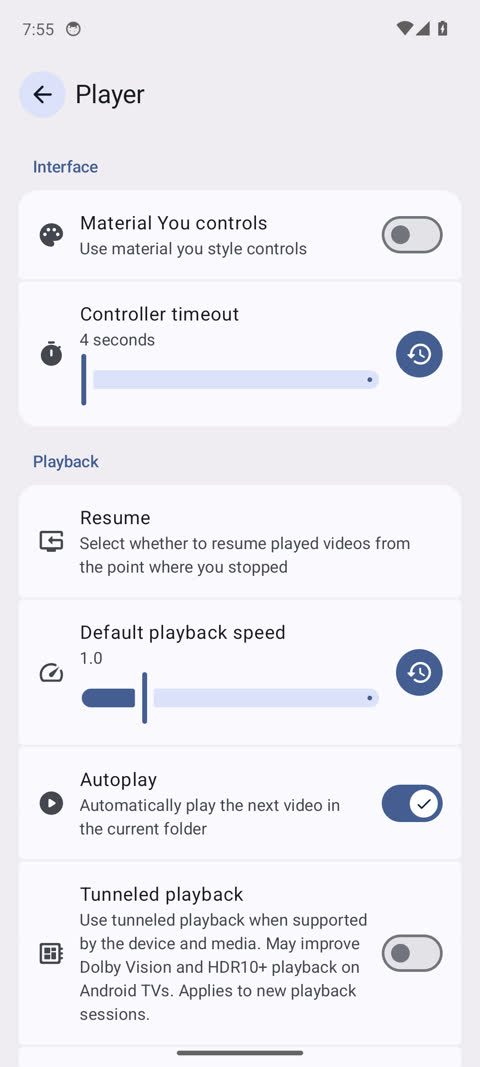 7:55
Player
Interface
Material You controls
Use material you style controls
Controller timeout
4 seconds
Playback
Resume
Select whether to resume played videos from
the point where you stopped
Default playback speed
1.0
Autoplay
Automatically play the next video in
the current folder
Tunneled playback
Use tunneled playback when supported
by the device and media. May improve
Dolby Vision and HDR10+ playback on
Android TVs. Applies to new playback
sessions.